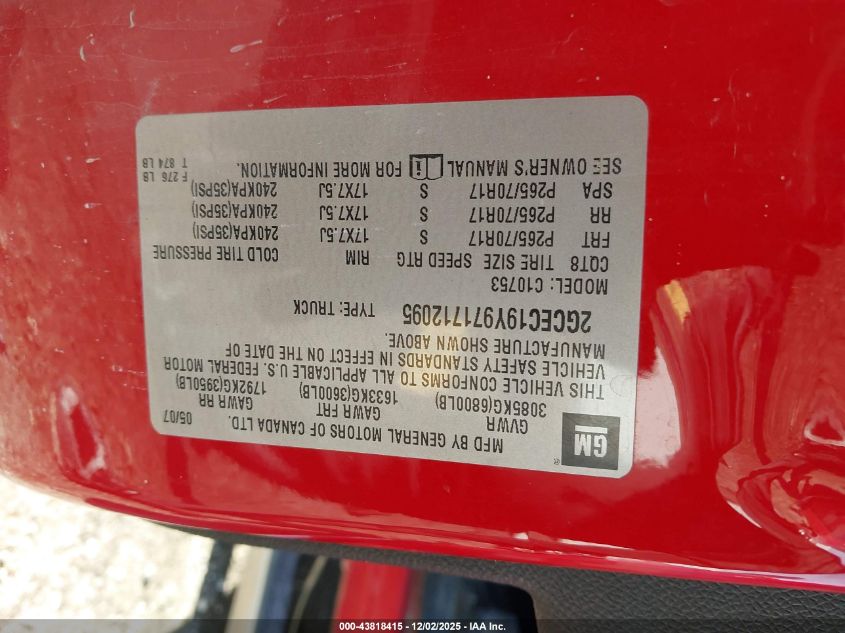 GM ®
MFD BY GENERAL MOTORS OF CANADA LTD.
05/07
GVWR GAWR FRT GAWR RR
3085KG(6800LB) 1633KG(3600LB) 1792KG(3950LB)
THIS VEHICLE CONFORMS TO ALL APPLICABLE U.S. FEDERAL MOTOR
VEHICLE SAFETY STANDARDS IN EFFECT ON THE DATE OF
MANUFACTURE SHOWN ABOVE.
2GCEC19Y971712095 TYPE: TRUCK
MODEL: C10753
CQT8 TIRE SIZE SPEED RTG RIM COLD TIRE PRESSURE
FRT P265/70R17 S 17X7.5J 240KPA(35PSI)
RR P265/70R17 S 17X7.5J 240KPA(35PSI)
SPA P265/70R17 S 17X7.5J 240KPA(35PSI)
SEE OWNER'S MANUAL i FOR MORE INFORMATION.
F 276 LB
T 874 LB
000-43818415 - 12/02/2025 - IAA Inc.